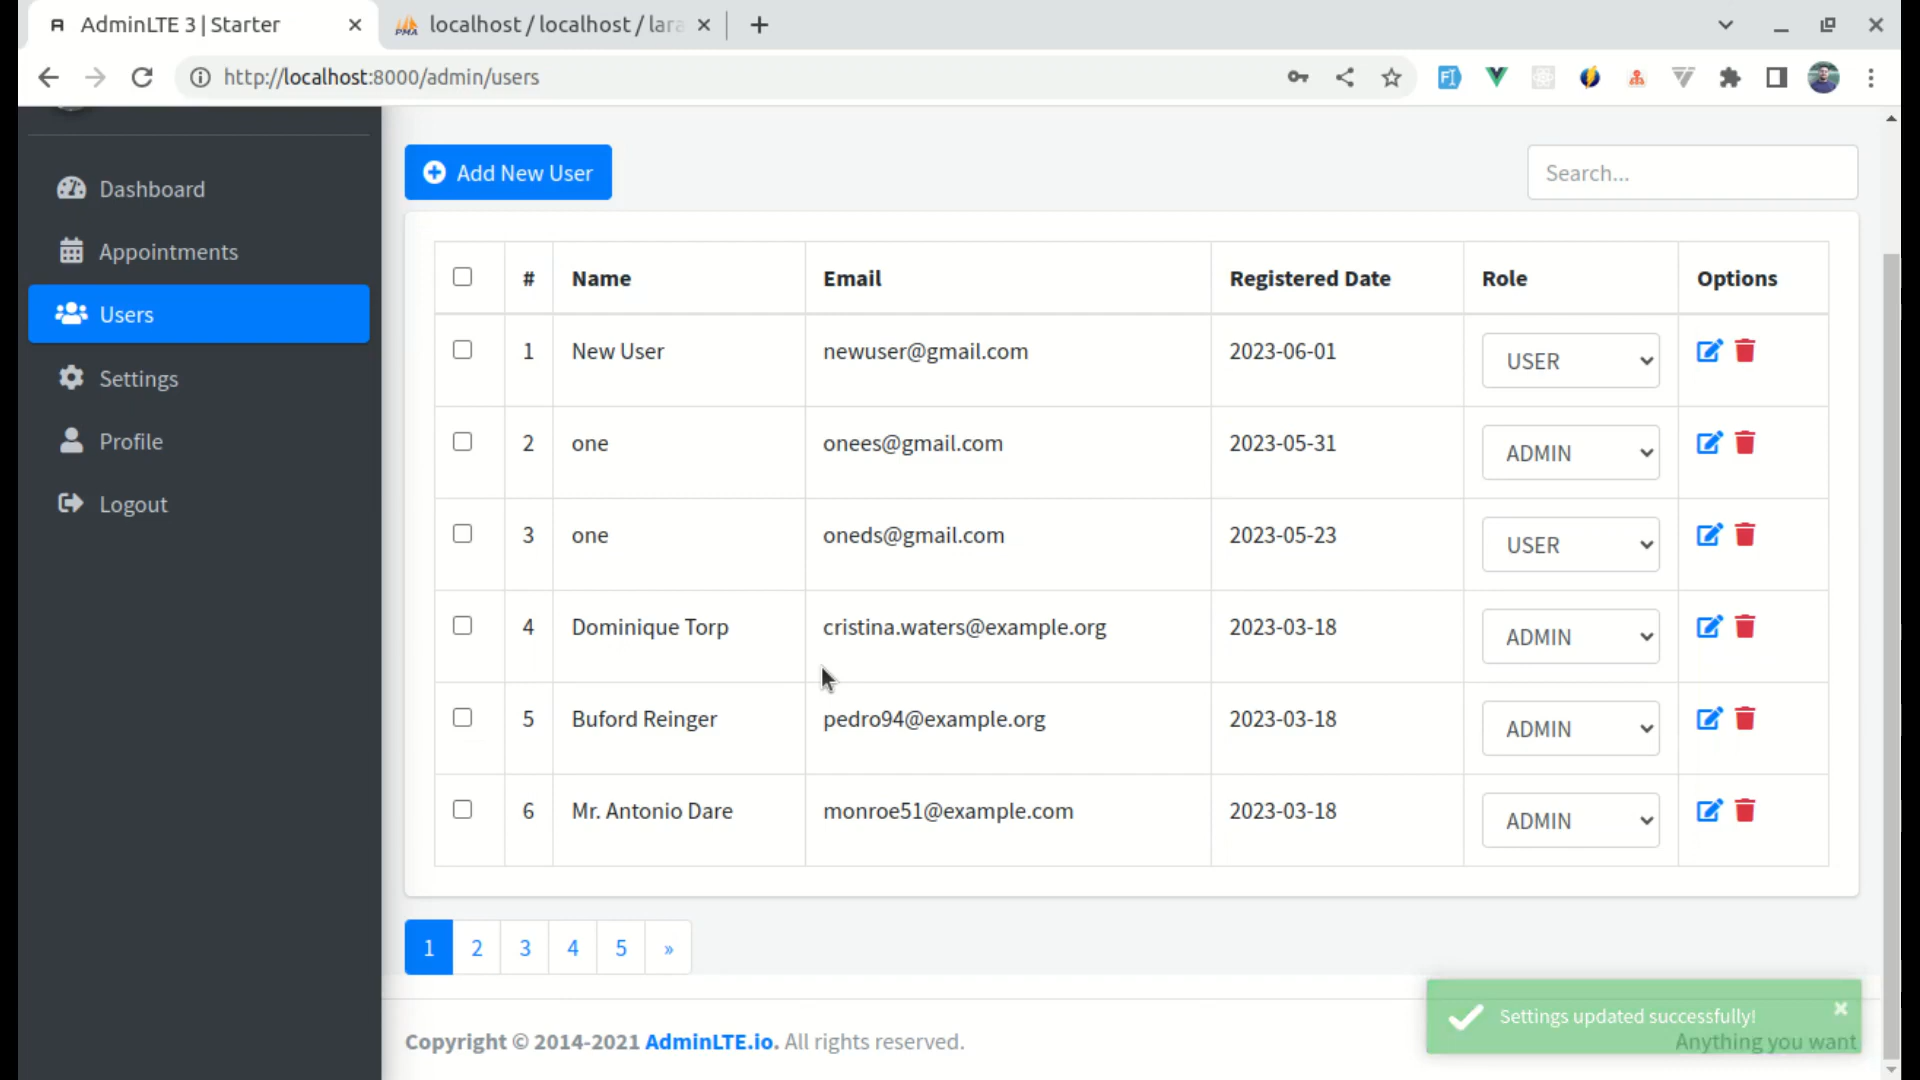 AdminLTE 3 | Starter
localhost / localhost / lara
http://localhost:8000/admin/users
Dashboard
Appointments
Users
Settings
Profile
Logout
Add New User
Search...
# Name Email Registered Date Role Options
1 New User newuser@gmail.com 2023-06-01 USER
2 one onees@gmail.com 2023-05-31 ADMIN
3 one oneds@gmail.com 2023-05-23 USER
4 Dominique Torp cristina.waters@example.org 2023-03-18 ADMIN
5 Buford Reinger pedro94@example.org 2023-03-18 ADMIN
6 Mr. Antonio Dare monroe51@example.com 2023-03-18 ADMIN
1 2 3 4 5 »
Settings updated successfully!
Copyright © 2014-2021 AdminLTE.io. All rights reserved.
Anything you want